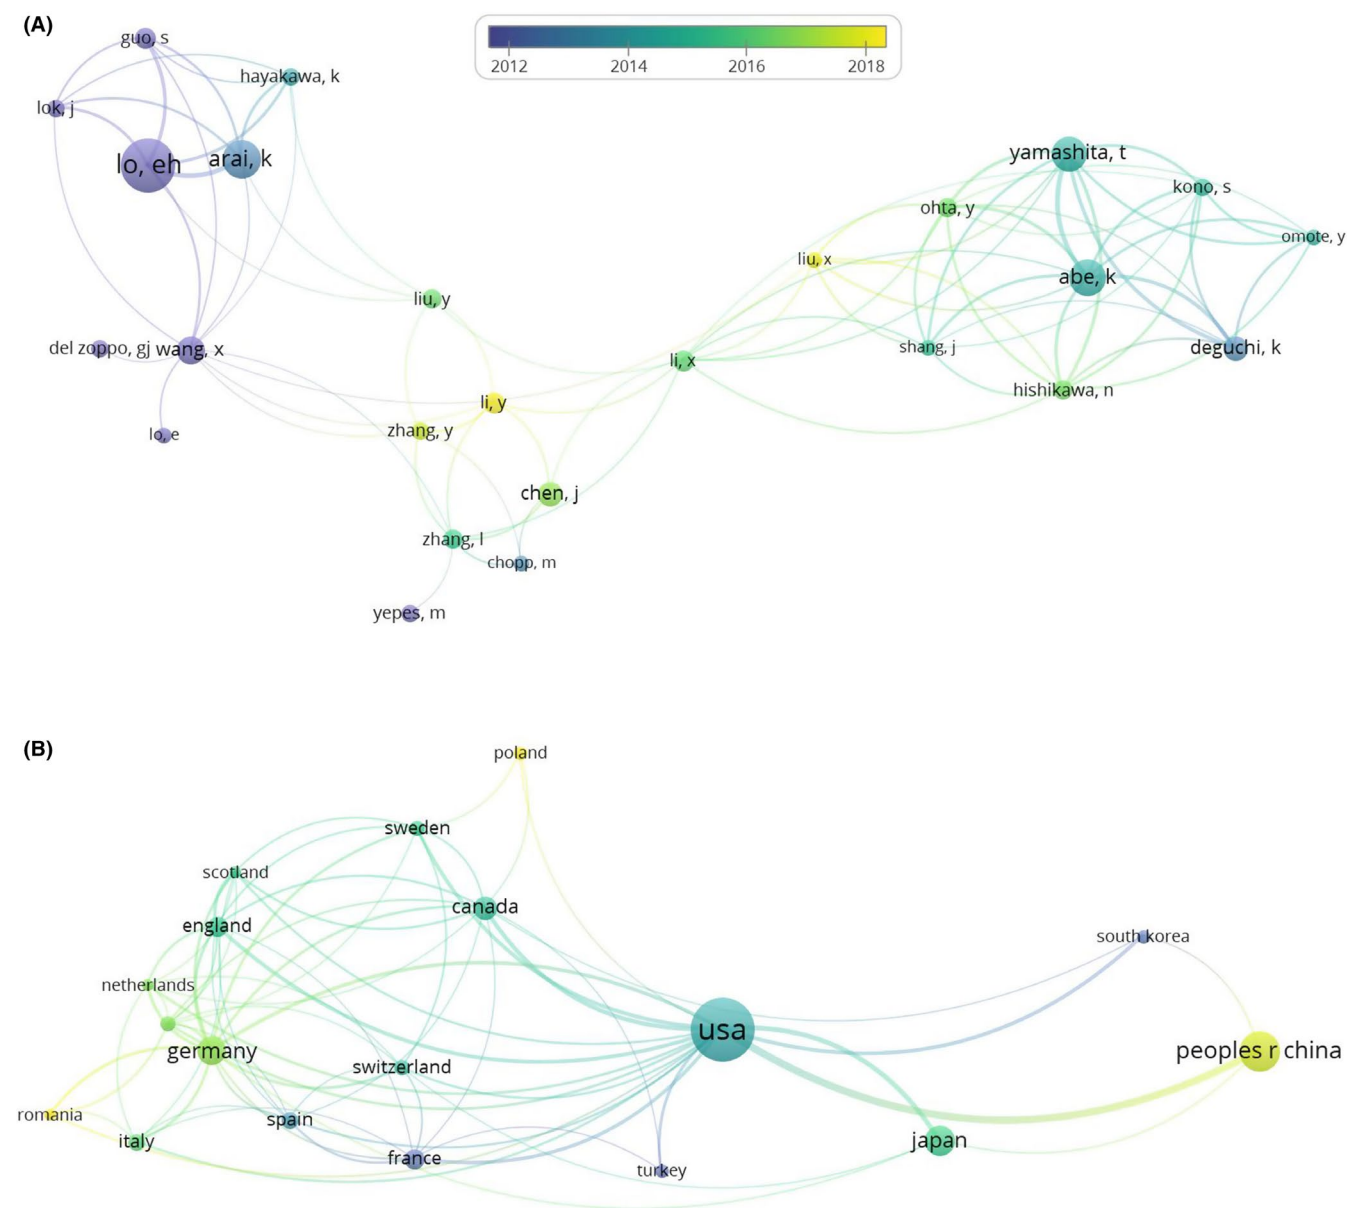 (A)
2012 2014 2016 2018
guo, s
hayakawa, k
lok, j
lo, eh
arai, k
yamashita, t
kono, s
ohta, y
omote, y
liu, x
abe, k
liu, y
del zoppo, gj
wang, x
li, x
shang, j
deguchi, k
hishikawa, n
li, y
zhang, y
lo, e
chen, j
zhang, l
chopp, m
yepes, m
(B)
poland
sweden
scotland
canada
england
south korea
netherlands
usa
germany
peoples r china
switzerland
romania
spain
italy
japan
france
turkey